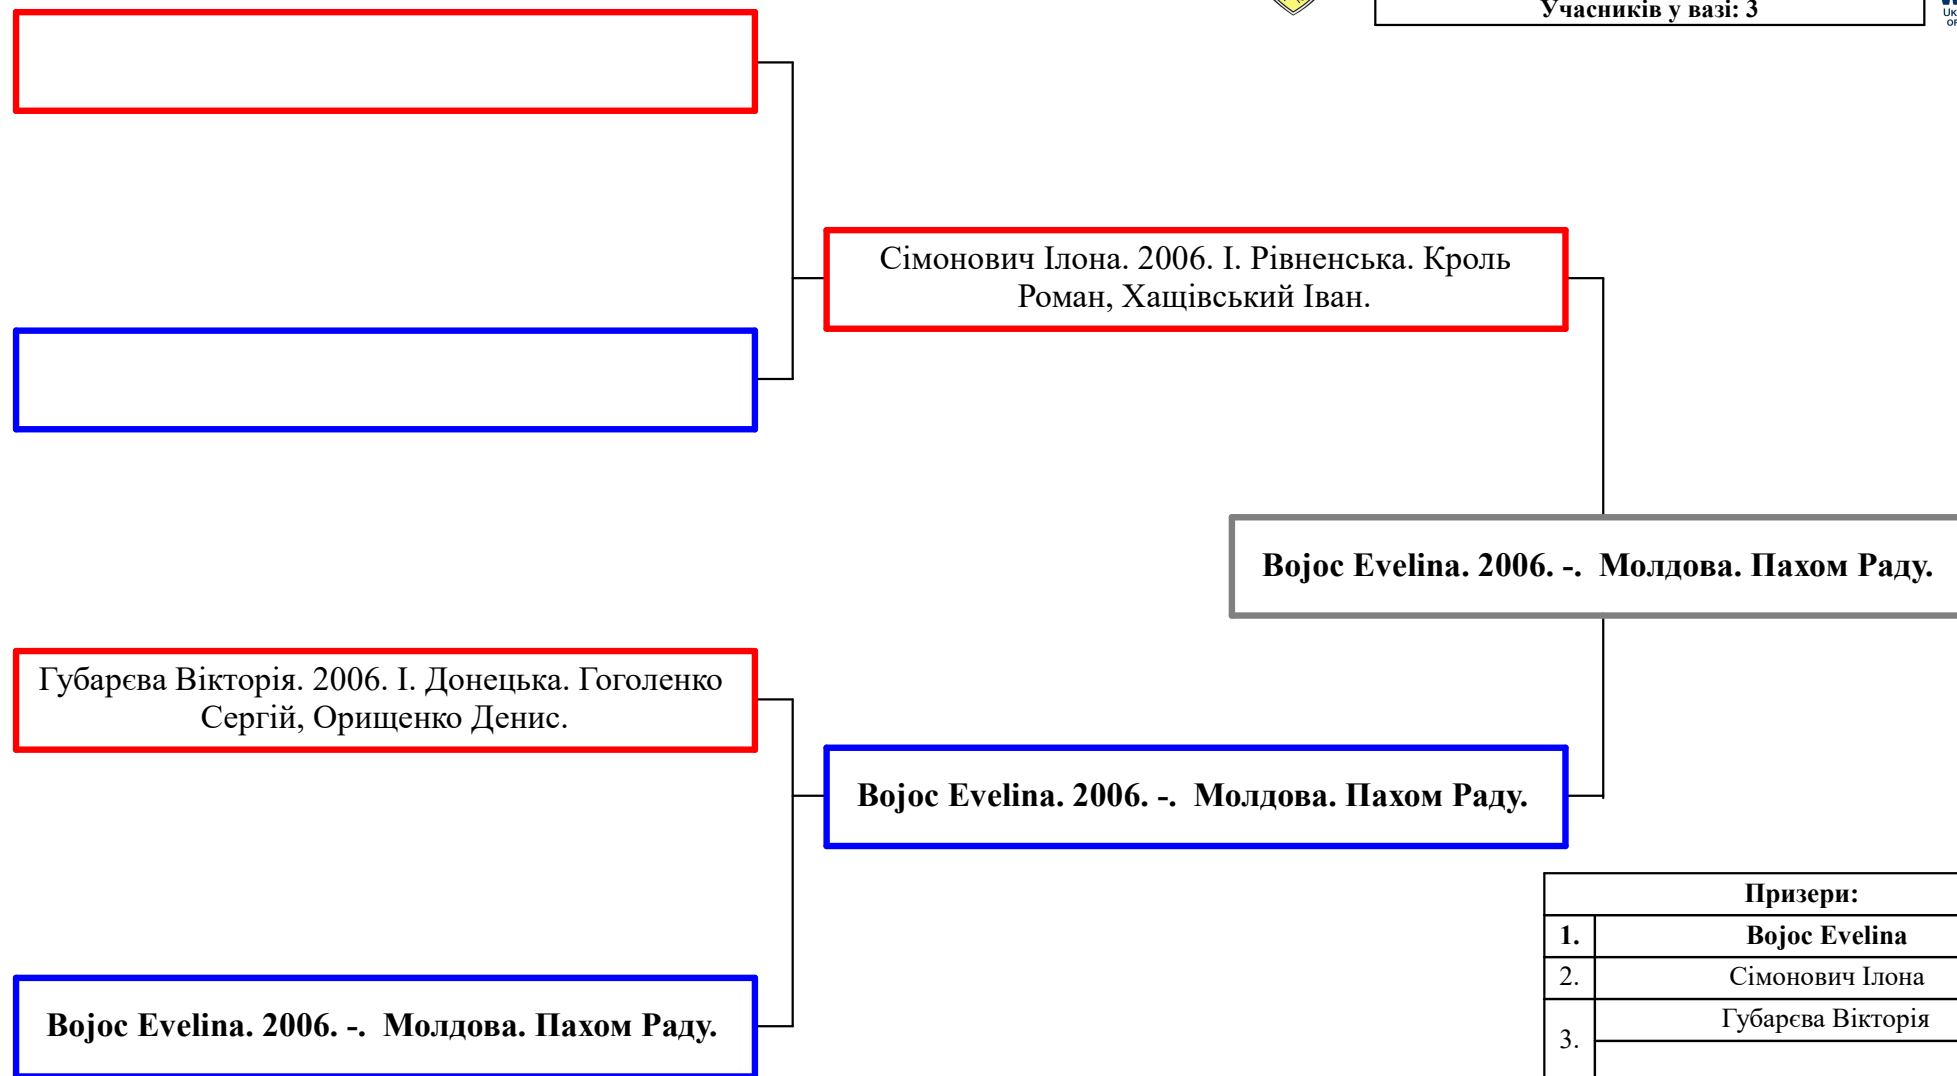 Учасників у вазі: 3
Сімонович Ілона. 2006. І. Рівненська. Кроль
Роман, Хащівський Іван.
Bojoc Evelina. 2006. -. Молдова. Пахом Раду.
Губарєва Вікторія. 2006. І. Донецька. Гоголенко
Сергій, Орищенко Денис.
Bojoc Evelina. 2006. -. Молдова. Пахом Раду.
Bojoc Evelina. 2006. -. Молдова. Пахом Раду.
Призери:
1. Bojoc Evelina
2. Сімонович Ілона
3. Губарєва Вікторія